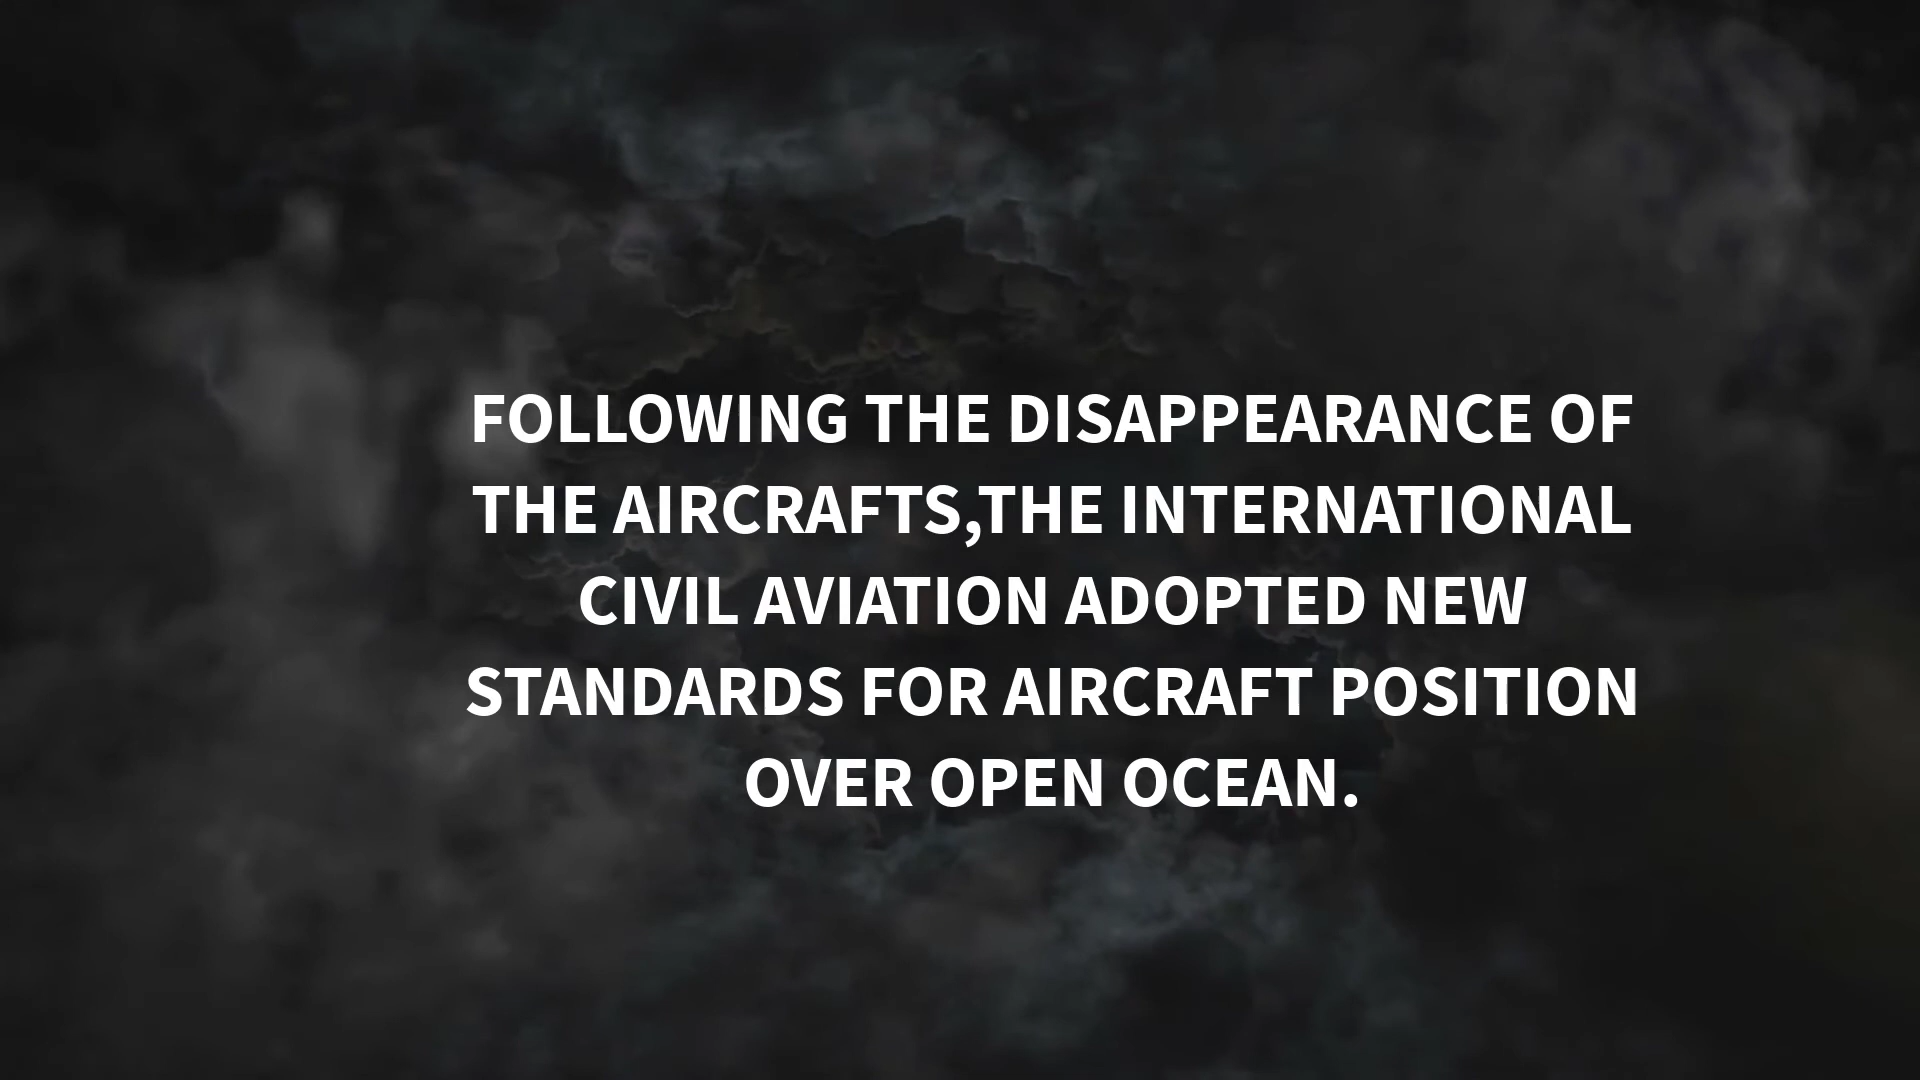 FOLLOWING THE DISAPPEARANCE OF
THE AIRCRAFTS,THE INTERNATIONAL
CIVIL AVIATION ADOPTED NEW
STANDARDS FOR AIRCRAFT POSITION
OVER OPEN OCEAN.